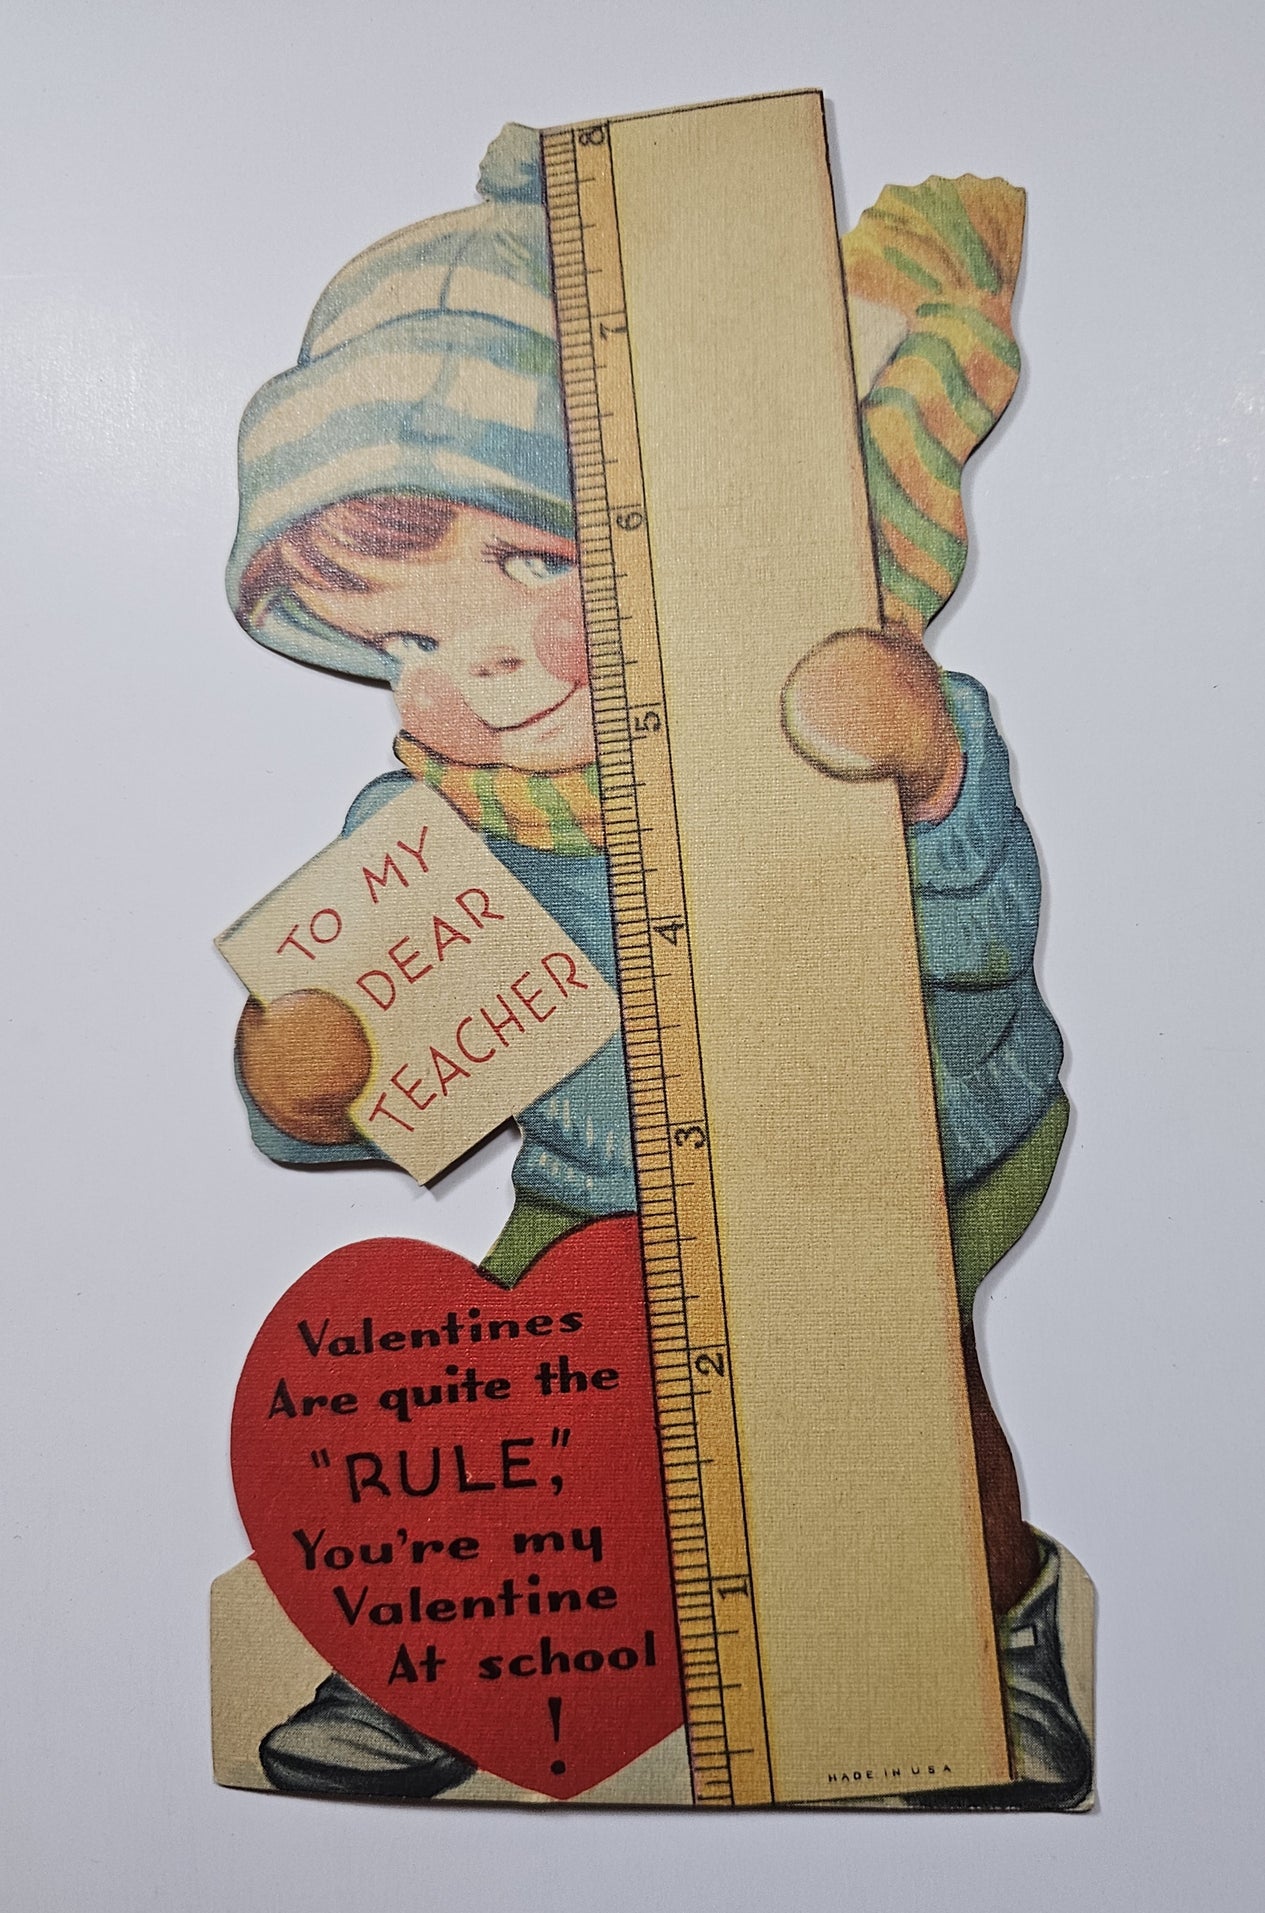 8
7
6
5
4
3
2
1
TO MY
DEAR
TEACHER
Valentines
Are quite the
"RULE,"
You're my
Valentine
At school
!
MADE IN USA